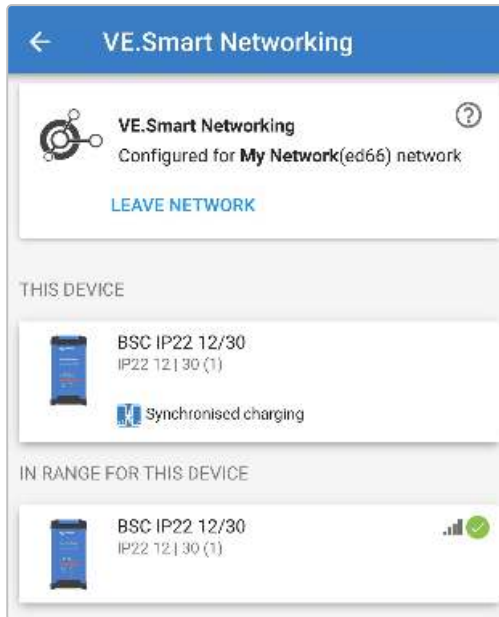 VE.Smart Networking
VE.Smart Networking
Configured for My Network(ed66) network
LEAVE NETWORK
THIS DEVICE
BSC IP22 12/30
IP22 12 | 30 (1)
Synchronised charging
IN RANGE FOR THIS DEVICE
BSC IP22 12/30
IP22 12 | 30 (1)